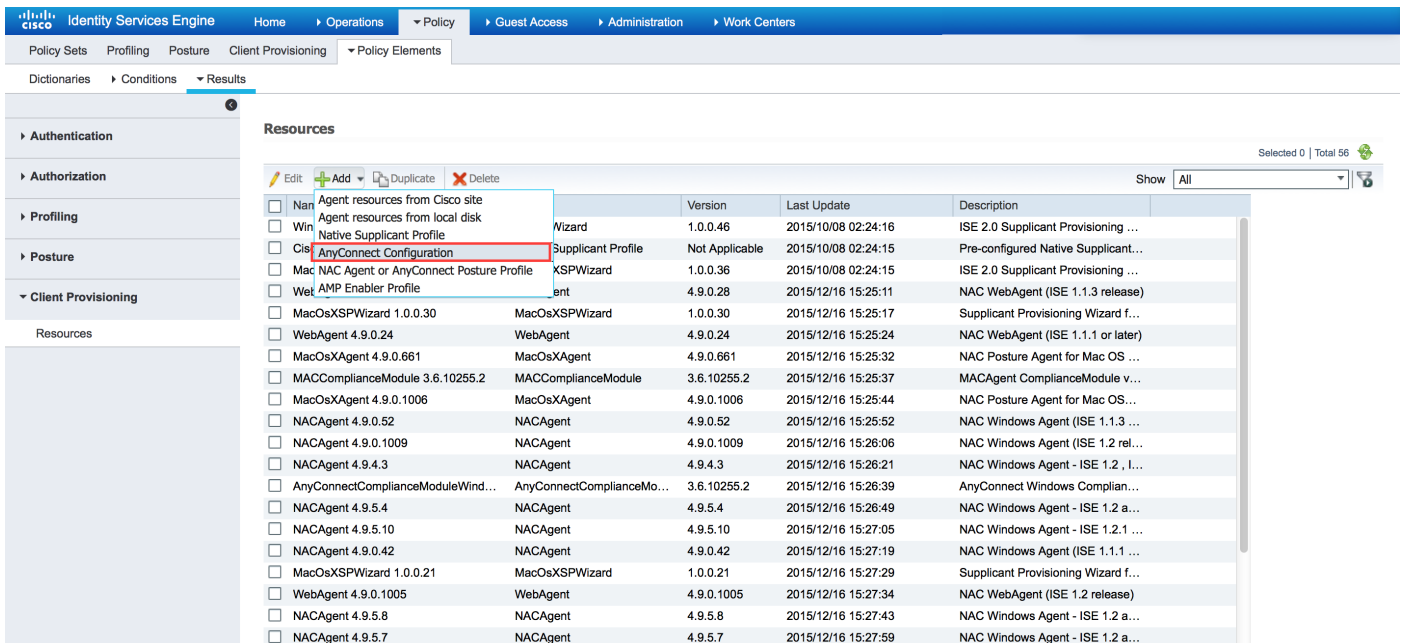 cisco Identity Services Engine Home Operations Policy Guest Access Administration Work Centers
Policy Sets Profiling Posture Client Provisioning Policy Elements
Dictionaries Conditions Results
Authentication
Authorization
Profiling
Posture
Client Provisioning
Resources
Resources
Selected 0 | Total 56
Edit Add Duplicate Delete Show All
Agent resources from Cisco site
Agent resources from local disk
Native Supplicant Profile
AnyConnect Configuration
NAC Agent or AnyConnect Posture Profile
AMP Enabler Profile
Version Last Update Description
Win Wizard 1.0.0.46 2015/10/08 02:24:16 ISE 2.0 Supplicant Provisioning ...
Supplicant Profile Not Applicable 2015/10/08 02:24:15 Pre-configured Native Supplicant...
Mac XSPWizard 1.0.0.36 2015/10/08 02:24:15 ISE 2.0 Supplicant Provisioning ...
Web 4.9.0.28 2015/12/16 15:25:11 NAC WebAgent (ISE 1.1.3 release)
MacOsXSPWizard 1.0.0.30 MacOsXSPWizard 1.0.0.30 2015/12/16 15:25:17 Supplicant Provisioning Wizard f...
WebAgent 4.9.0.24 WebAgent 4.9.0.24 2015/12/16 15:25:24 NAC WebAgent (ISE 1.1.1 or later)
MacOsXAgent 4.9.0.661 MacOsXAgent 4.9.0.661 2015/12/16 15:25:32 NAC Posture Agent for Mac OS ...
MACComplianceModule 3.6.10255.2 MACComplianceModule 3.6.10255.2 2015/12/16 15:25:37 MACAgent ComplianceModule v...
MacOsXAgent 4.9.0.1006 MacOsXAgent 4.9.0.1006 2015/12/16 15:25:44 NAC Posture Agent for Mac OS...
NACAgent 4.9.0.52 NACAgent 4.9.0.52 2015/12/16 15:25:52 NAC Windows Agent (ISE 1.1.3 ...
NACAgent 4.9.0.1009 NACAgent 4.9.0.1009 2015/12/16 15:26:06 NAC Windows Agent (ISE 1.2 rel...
NACAgent 4.9.4.3 NACAgent 4.9.4.3 2015/12/16 15:26:21 NAC Windows Agent - ISE 1.2 , I...
AnyConnectComplianceModuleWind... AnyConnectComplianceMo... 3.6.10255.2 2015/12/16 15:26:39 AnyConnect Windows Complian...
NACAgent 4.9.5.4 NACAgent 4.9.5.4 2015/12/16 15:26:49 NAC Windows Agent - ISE 1.2 a...
NACAgent 4.9.5.10 NACAgent 4.9.5.10 2015/12/16 15:27:05 NAC Windows Agent - ISE 1.2.1 ...
NACAgent 4.9.0.42 NACAgent 4.9.0.42 2015/12/16 15:27:19 NAC Windows Agent (ISE 1.1.1 ...
MacOsXSPWizard 1.0.0.21 MacOsXSPWizard 1.0.0.21 2015/12/16 15:27:29 Supplicant Provisioning Wizard f...
WebAgent 4.9.0.1005 WebAgent 4.9.0.1005 2015/12/16 15:27:34 NAC WebAgent (ISE 1.2 release)
NACAgent 4.9.5.8 NACAgent 4.9.5.8 2015/12/16 15:27:43 NAC Windows Agent - ISE 1.2 a...
NACAgent 4.9.5.7 NACAgent 4.9.5.7 2015/12/16 15:27:59 NAC Windows Agent - ISE 1.2 a...